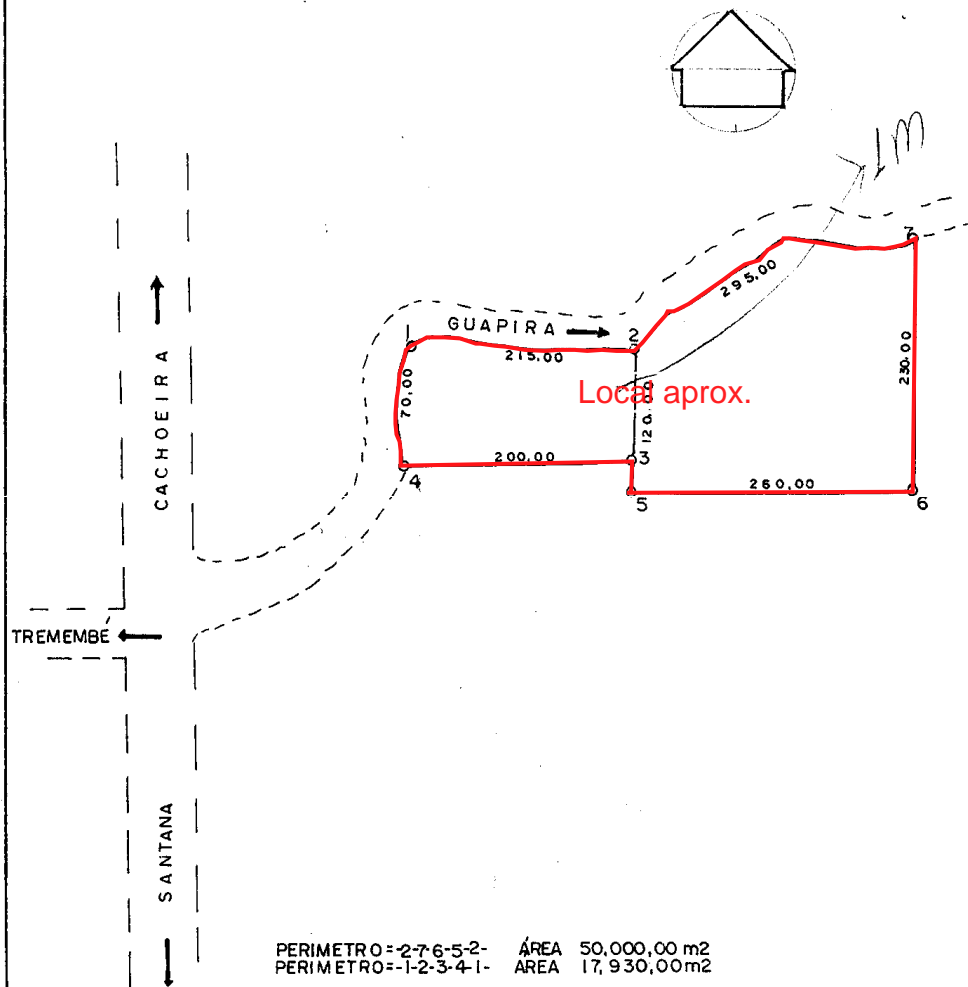 ↓ m
7
295.00
GUAPIRA
1
2
215.00
230.00
CACHOEIRA
70,00
Local aprox.
120.00
200.00
3
4
260,00
5
6
TREMEMBE
SANTANA
PERIMETRO=-2-7-6-5-2- ÁREA 50,000,00 m2
PERIMETRO=-1-2-3-4-1- ÁREA 17,930,00m2